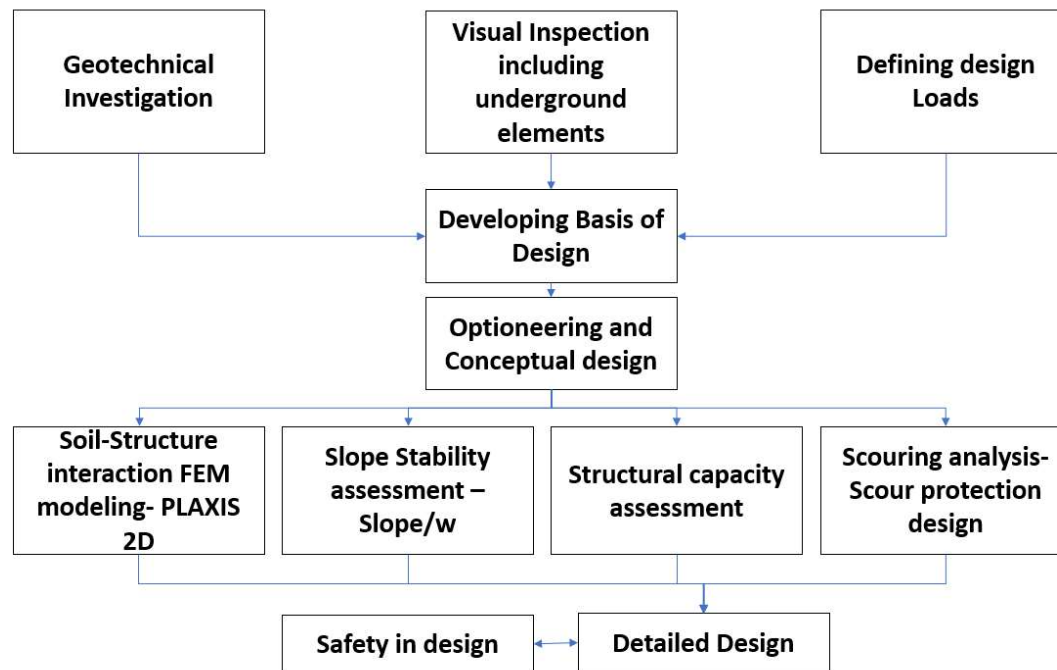 Geotechnical
Investigation
Visual Inspection
including
underground
elements
Defining design
Loads
Developing Basis of
Design
Optioneering and
Conceptual design
Soil-Structure
interaction FEM
modeling- PLAXIS
2D
Slope Stability
assessment –
Slope/w
Structural capacity
assessment
Scouring analysis-
Scour protection
design
Safety in design
Detailed Design